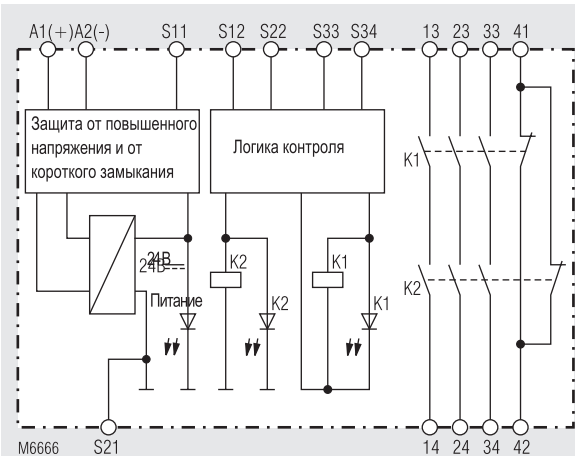 A1(+) A2(-) S11 S12 S22 S33 S34 13 23 33 41
Защита от повышенного
напряжения и от
короткого замыкания
Логика контроля
K1
24В
24В
K2 K1
K2
Питание
K2 K1
M6666 S21 14 24 34 42